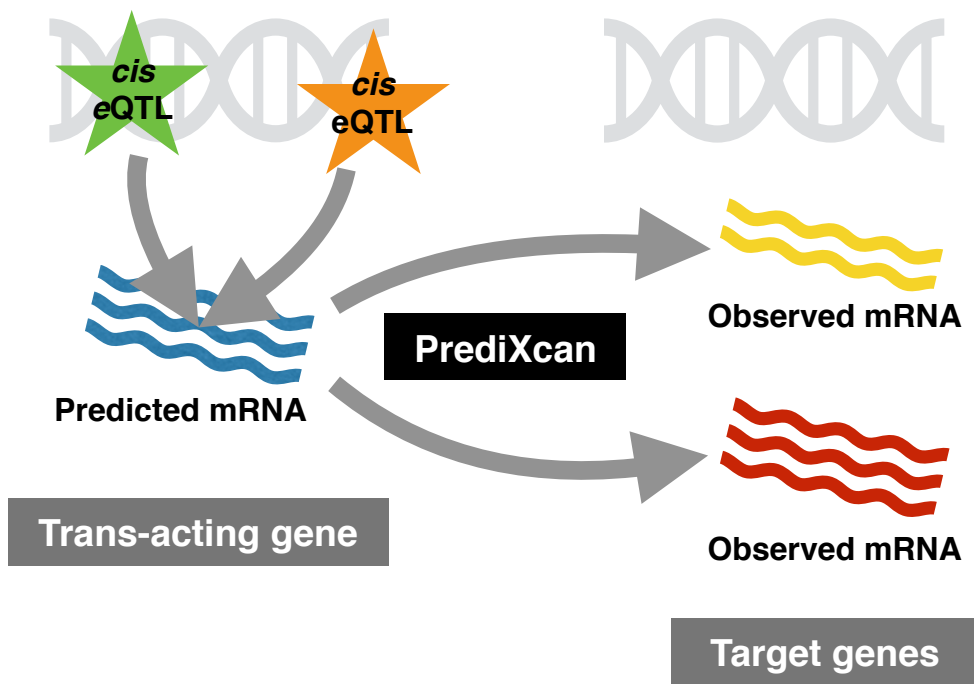 cis
eQTL
cis
eQTL
Observed mRNA
PrediXcan
Predicted mRNA
Trans-acting gene
Observed mRNA
Target genes